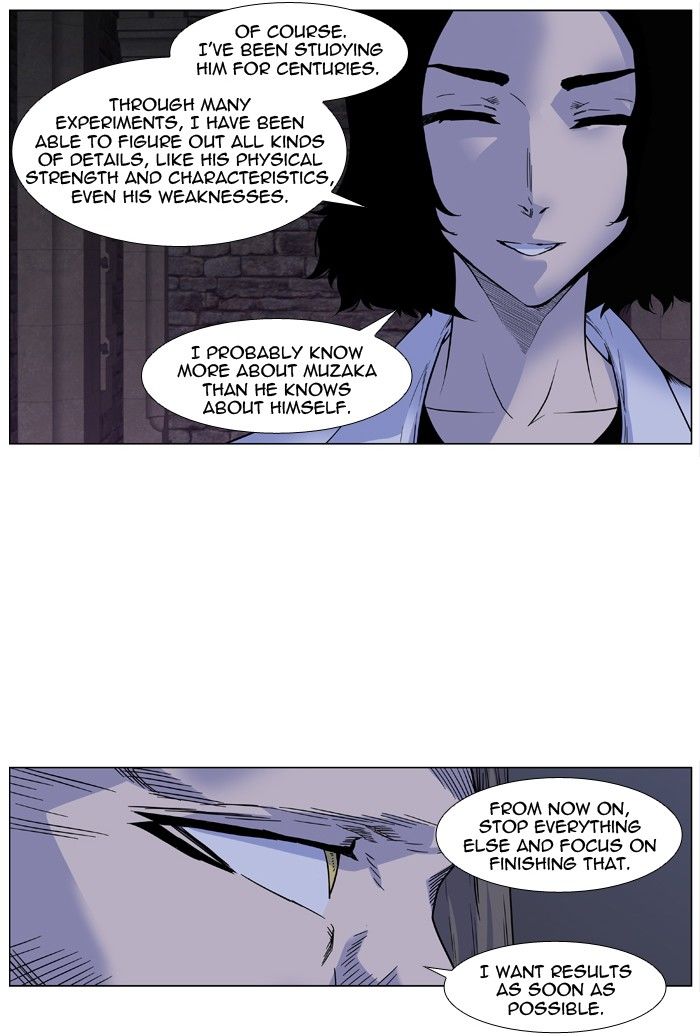 OF COURSE.
I'VE BEEN STUDYING
HIM FOR CENTURIES.
THROUGH MANY
EXPERIMENTS, I HAVE BEEN
ABLE TO FIGURE OUT ALL KINDS
OF DETAILS, LIKE HIS PHYSICAL
STRENGTH AND CHARACTERISTICS,
EVEN HIS WEAKNESSES.
I PROBABLY KNOW
MORE ABOUT MUZAKA
THAN HE KNOWS
ABOUT HIMSELF.
FROM NOW ON,
STOP EVERYTHING
ELSE AND FOCUS ON
FINISHING THAT.
I WANT RESULTS
AS SOON AS
POSSIBLE.